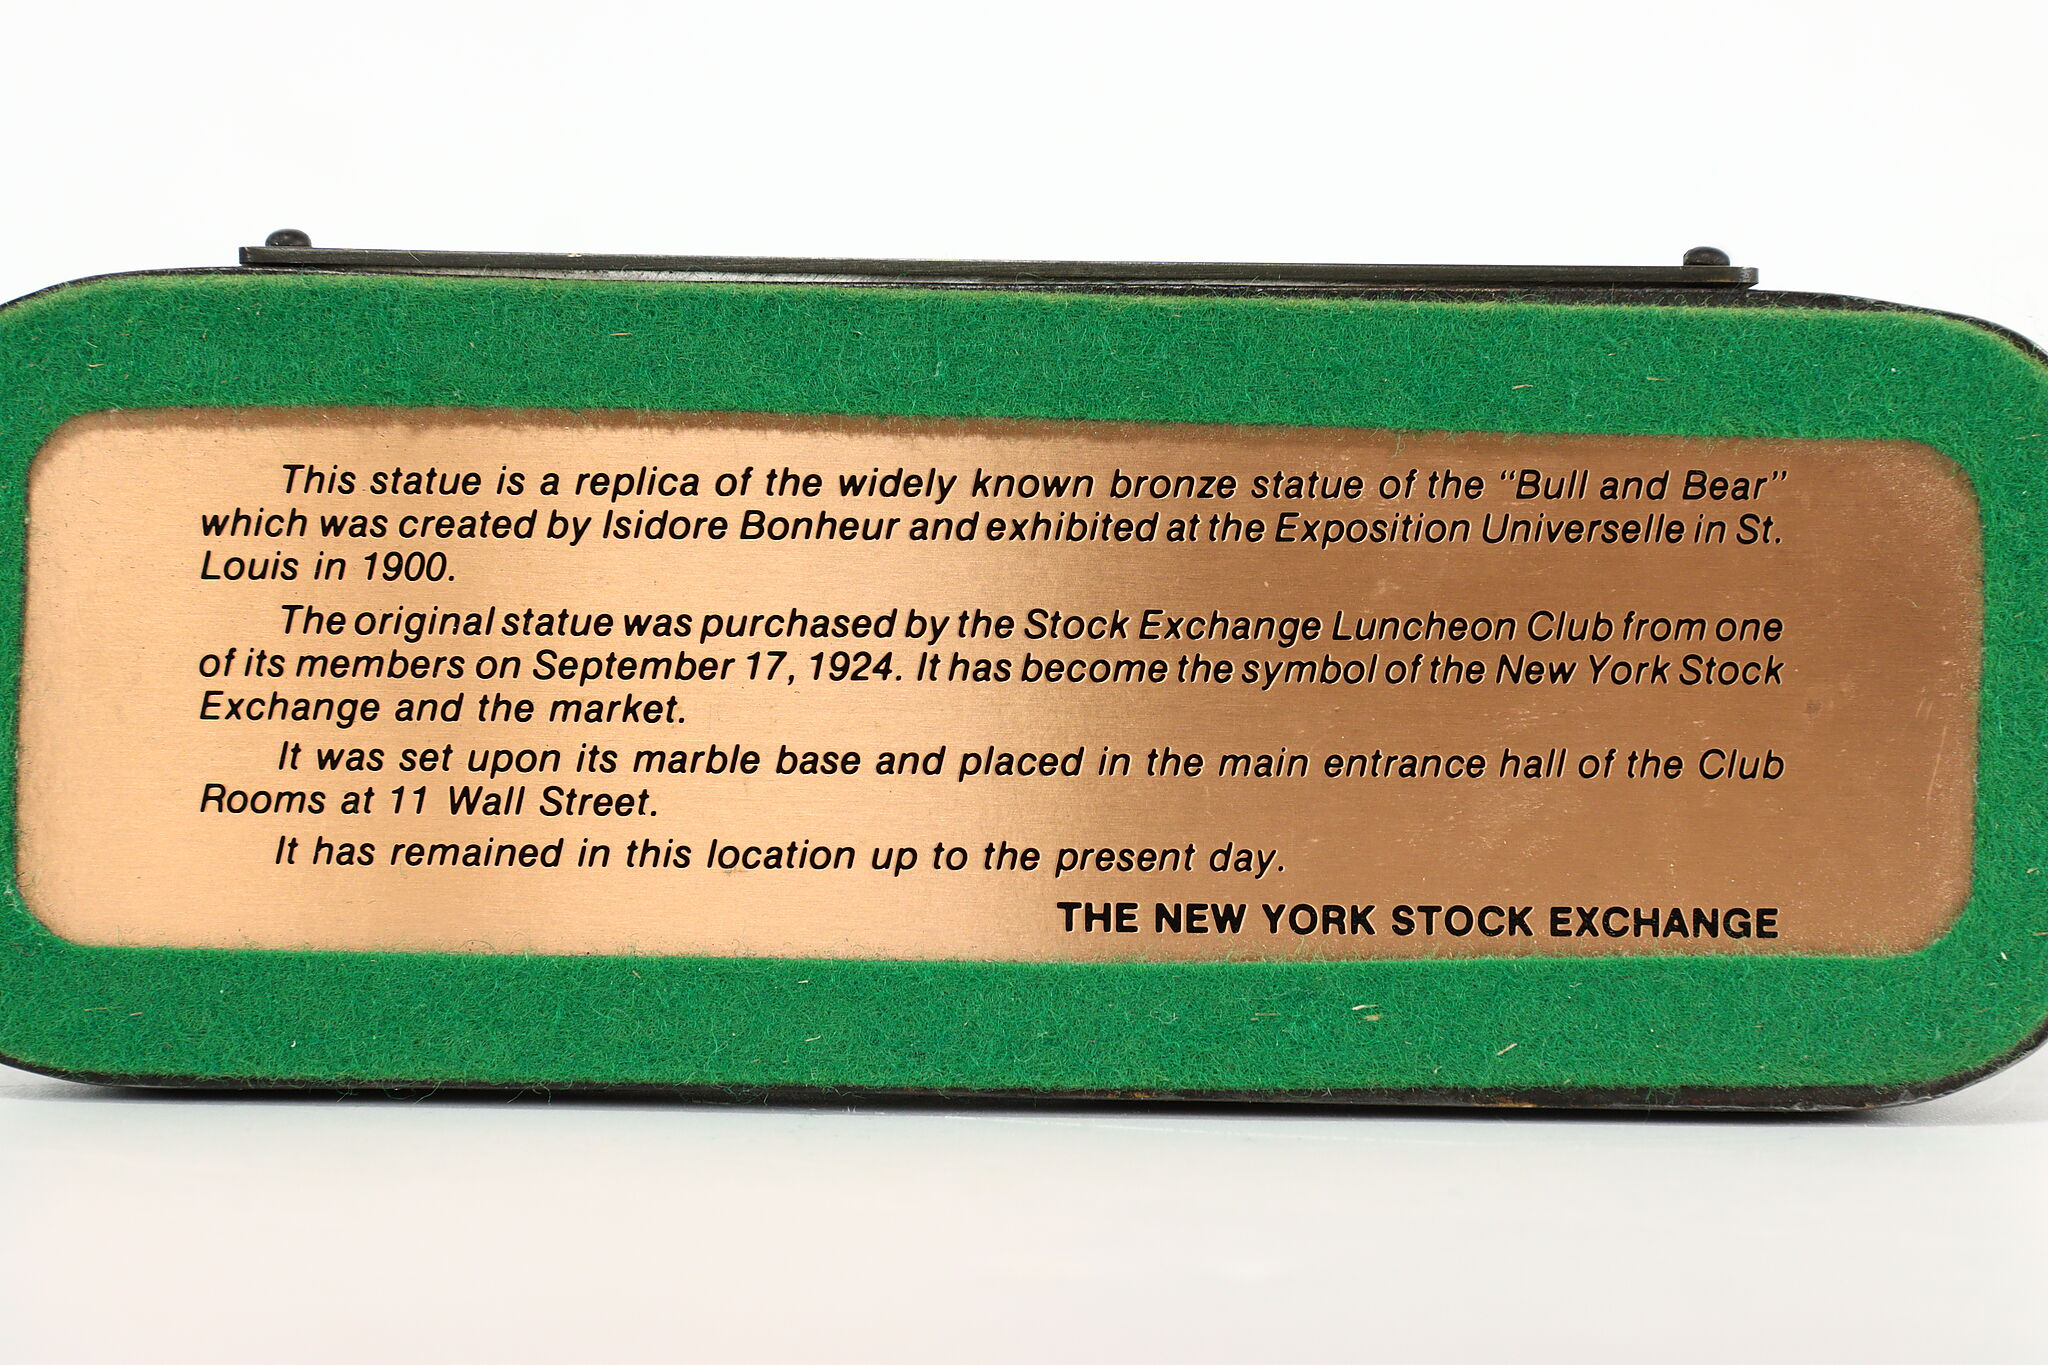 This statue is a replica of the widely known bronze statue of the “Bull and Bear”
which was created by Isidore Bonheur and exhibited at the Exposition Universelle in St.
Louis in 1900.
The original statue was purchased by the Stock Exchange Luncheon Club from one
of its members on September 17, 1924. It has become the symbol of the New York Stock
Exchange and the market.
It was set upon its marble base and placed in the main entrance hall of the Club
Rooms at 11 Wall Street.
It has remained in this location up to the present day.
THE NEW YORK STOCK EXCHANGE